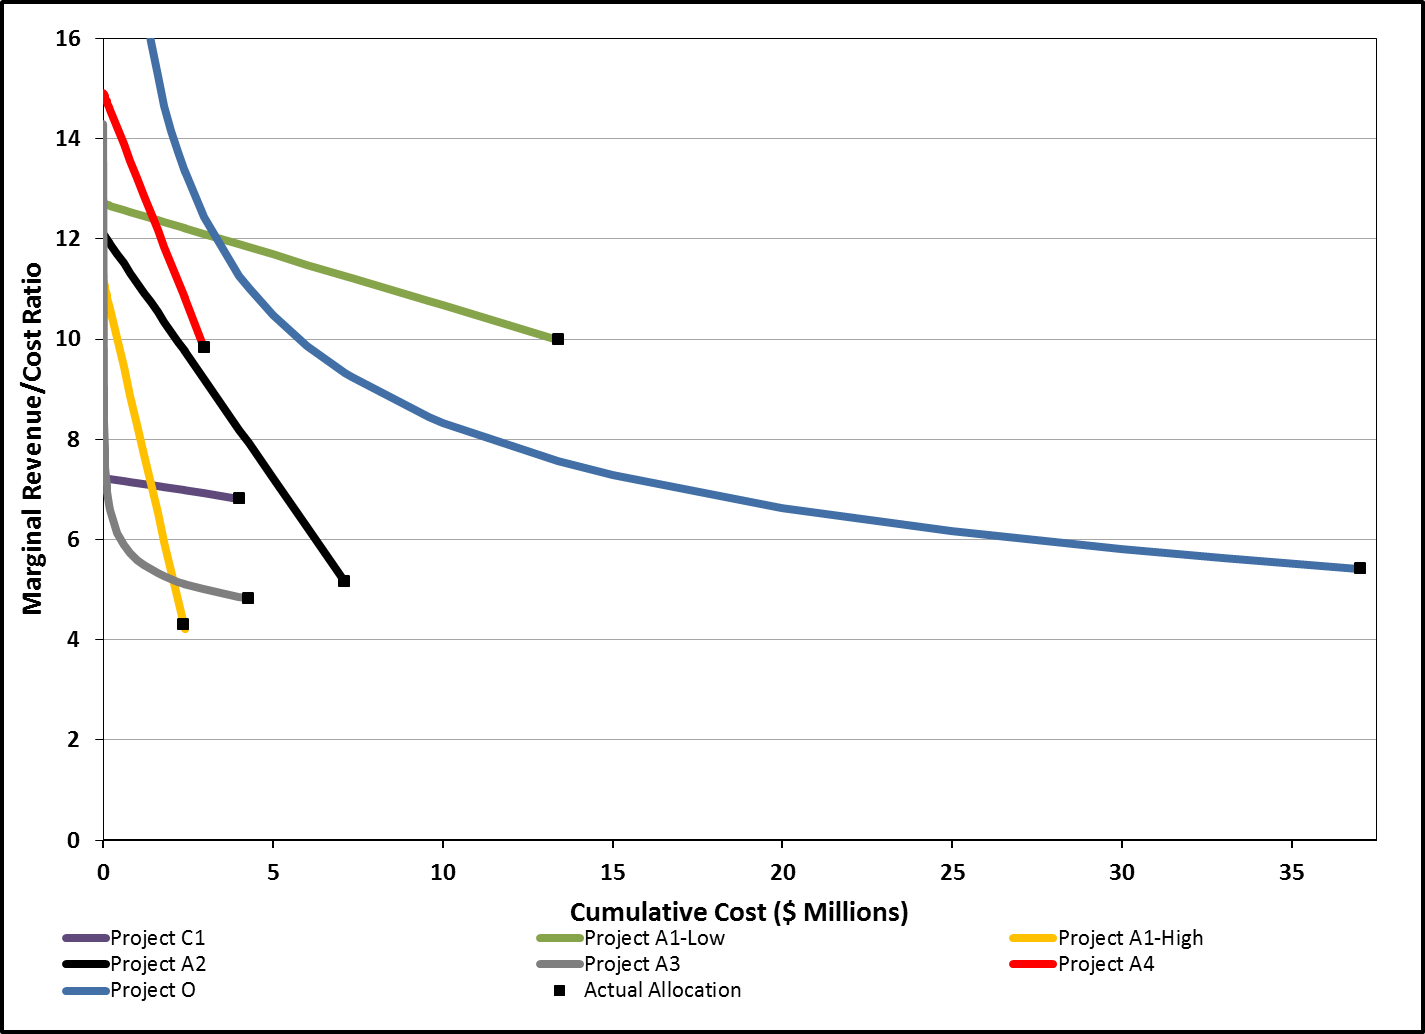 16
14
12
10
8
6
4
2
0
Marginal Revenue/Cost Ratio
0 5 10 15 20 25 30 35
Cumulative Cost ($ Millions)
Project C1 Project A1-Low Project A1-High
Project A2 Project A3 Project A4
Project O Actual Allocation